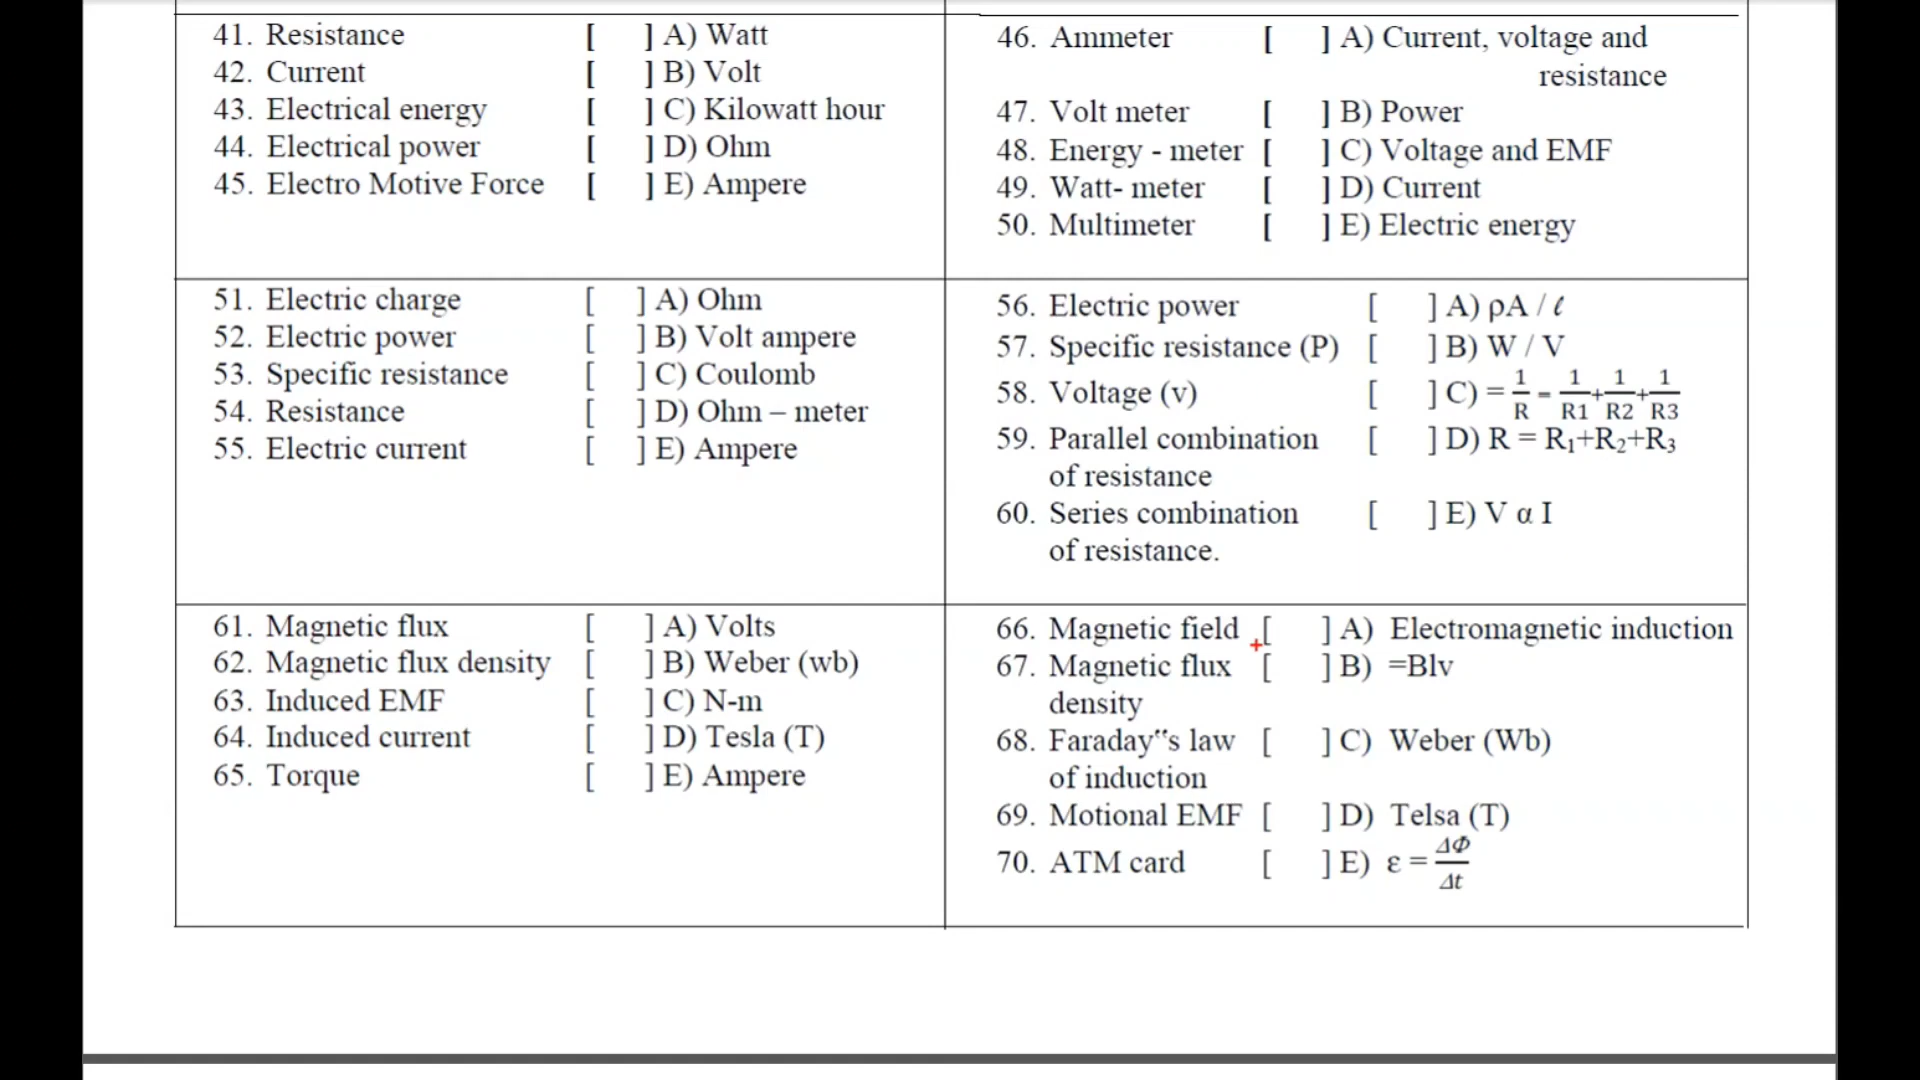 41. Resistance [ ] A) Watt
42. Current [ ] B) Volt
43. Electrical energy [ ] C) Kilowatt hour
44. Electrical power [ ] D) Ohm
45. Electro Motive Force [ ] E) Ampere
46. Ammeter [ ] A) Current, voltage and
resistance
47. Volt meter [ ] B) Power
48. Energy - meter [ ] C) Voltage and EMF
49. Watt- meter [ ] D) Current
50. Multimeter [ ] E) Electric energy
51. Electric charge [ ] A) Ohm
52. Electric power [ ] B) Volt ampere
53. Specific resistance [ ] C) Coulomb
54. Resistance [ ] D) Ohm – meter
55. Electric current [ ] E) Ampere
56. Electric power [ ] A) ρA / ℓ
57. Specific resistance (P) [ ] B) W / V
58. Voltage (v) [ ] C) = 1/R = 1/R1+1/R2+1/R3
59. Parallel combination [ ] D) R = R₁+R₂+R₃
of resistance
60. Series combination [ ] E) V α I
of resistance.
61. Magnetic flux [ ] A) Volts
62. Magnetic flux density [ ] B) Weber (wb)
63. Induced EMF [ ] C) N-m
64. Induced current [ ] D) Tesla (T)
65. Torque [ ] E) Ampere
66. Magnetic field [ ] A) Electromagnetic induction
67. Magnetic flux [ ] B) =Blv
density
68. Faraday‟s law [ ] C) Weber (Wb)
of induction
69. Motional EMF [ ] D) Telsa (T)
70. ATM card [ ] E) ε = ΔΦ/Δt